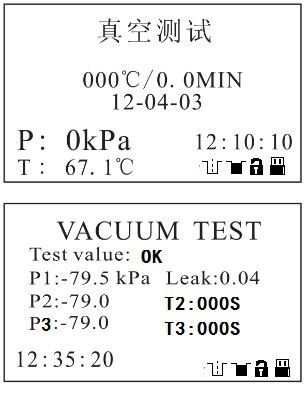 真空测试
000℃/0. 0MIN
12-04-03
P: 0kPa 12:10:10
T : 67. 1℃
VACUUM TEST
Test value: OK
P1:-79.5 kPa Leak:0.04
P2:-79.0 T2:000S
P3:-79.0 T3:000S
12:35:20